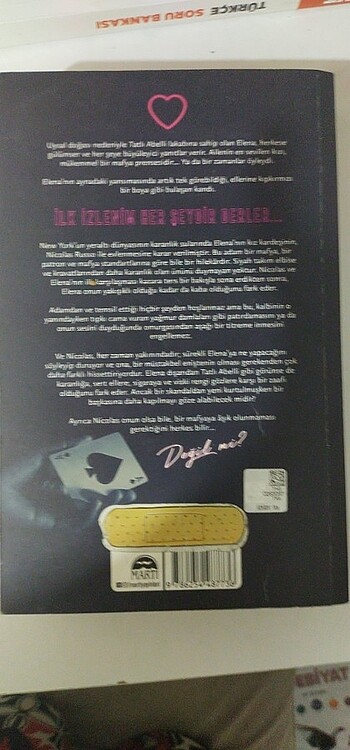 TÜRKÇE SORU BANKASI
Uysal doğası nedeniyle Tatlı Abelli lakabına sahip olan Elena, herkese
gülümser ve her şeye büyüleyici yanıtlar verir. Ailenin en sevilen kızı,
mükemmel bir mafya prensesidir... Ya da bir zamanlar öyleydi.
Elena'nın aynadaki yansımasında artık tek görebildiği, ellerine kıpkırmızı
bir boya gibi bulaşan kandı.
İLK İZLENİM HER ŞEYDİR DERLER...
New York'un yeraltı dünyasının karanlık sularında Elena'nın kız kardeşinin,
Nicolas Russo ile evlenmesine karar verilmiştir. Bu adam bir mafya, bir
patron ve mafya standartlarına göre bile bir hilekârdır. Siyah takım elbise
ve kravatlarından daha karanlık olan ünümü duymayan yoktur. Nicolas ve
Elena'nın ilk karşılaşması kazara ters bir bakışla sona erdikten sonra,
Elena onun yakışıklı olduğu kadar da kaba olduğunu fark eder.
Adamdan ve temsil ettiği hiçbir şeyden hoşlanmaz ama bu, kalbinin o
yanındayken tıpkı cama vuran yağmur damlaları gibi pıtırdamasını ya da
onun sesini duyduğunda omurgasından aşağı bir titreme inmesini
engellemez.
Ve Nicolas, her zaman yakınındadır; sürekli Elena'ya ne yapacağını
söyleyip duruyor ve ona, bir müstakbel eniştenin olması gerekenden çok
daha farklı hissettiriyordur. Elena dışarıdan Tatlı Abelli gibi görünse de
karanlığa, sert ellere, sigaraya ve viski rengi gözlere karşı bir zaafı
olduğunu fark eder. Ancak bir skandaldan yeni kurtulmuşken bir
başkasına daha kapılmayı göze alabilecek midir?
Ayrıca Nicolas onun olsa bile, bir mafyaya âşık olunmaması
gerektiğini herkes bilir...
Değil mi?
MARTI
9 786254 487736
EBİYAT